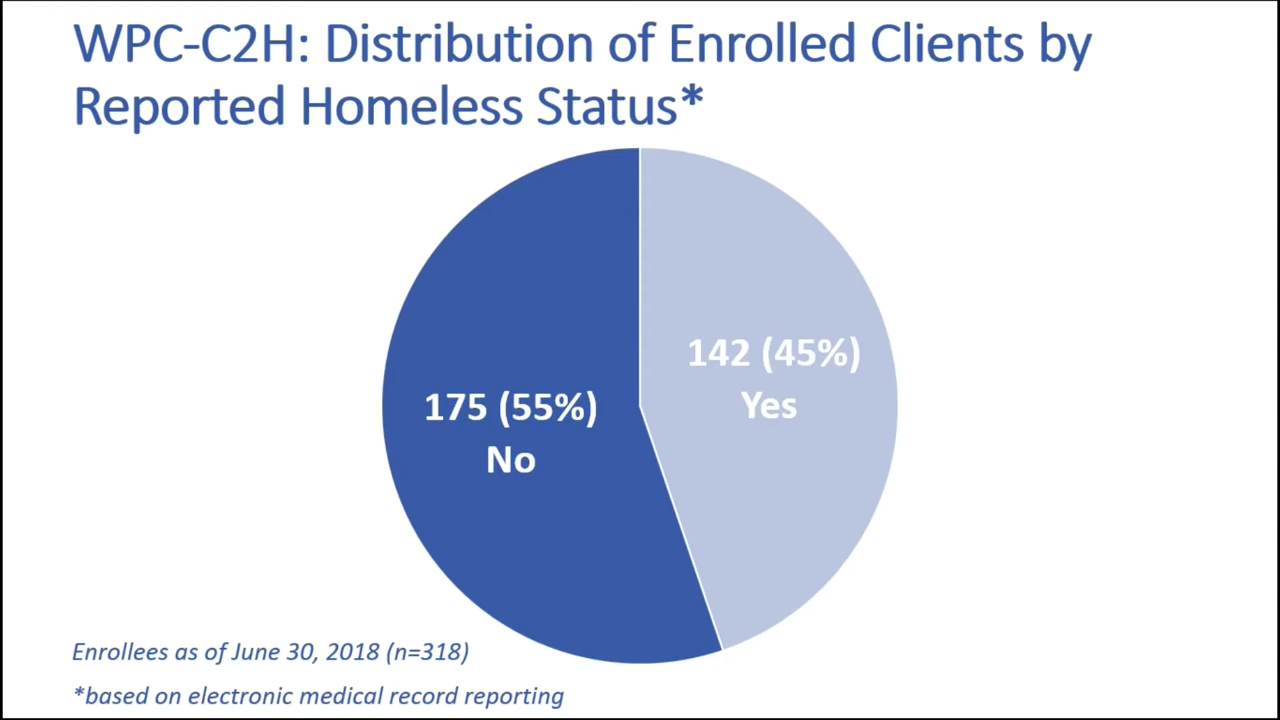 WPC-C2H: Distribution of Enrolled Clients by
Reported Homeless Status*
142 (45%)
Yes
175 (55%)
No
Enrollees as of June 30, 2018 (n=318)
*based on electronic medical record reporting